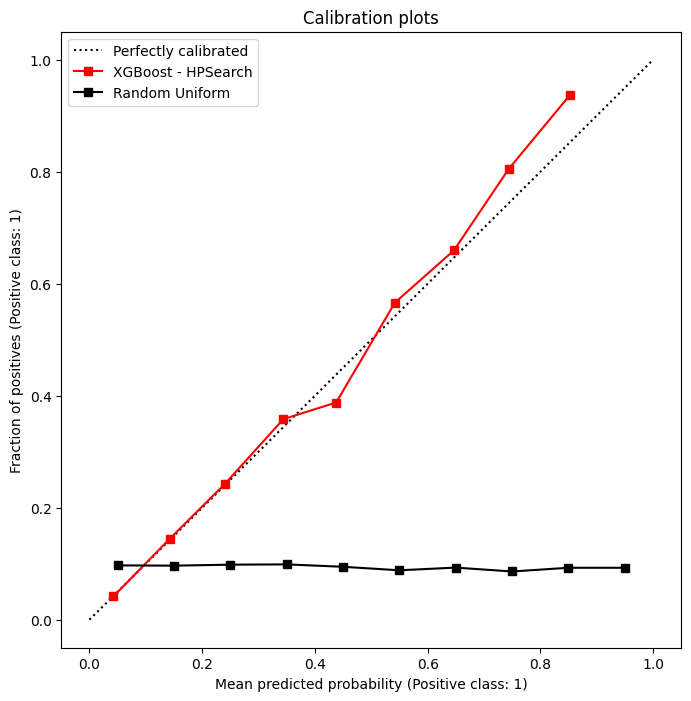 Calibration plots
Perfectly calibrated
XGBoost - HPSearch
Random Uniform
Fraction of positives (Positive class: 1)
1.0
0.8
0.6
0.4
0.2
0.0
0.0 0.2 0.4 0.6 0.8 1.0
Mean predicted probability (Positive class: 1)